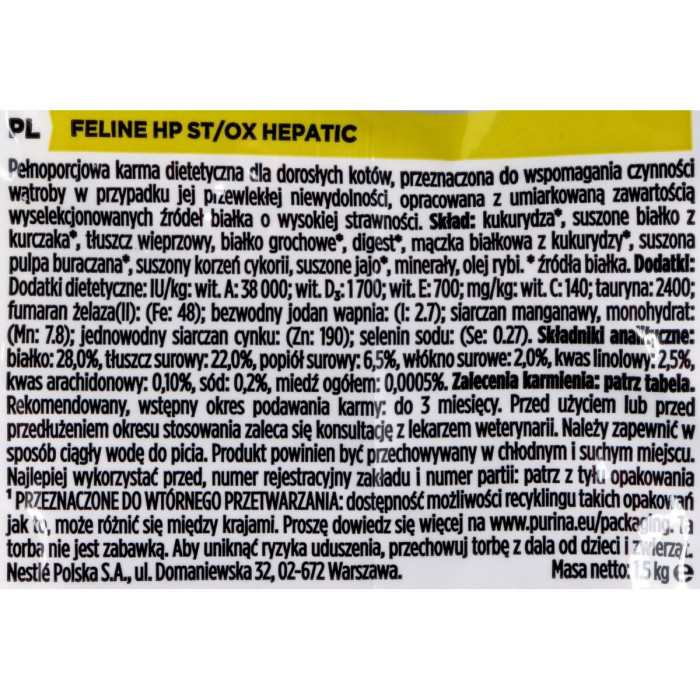 PL FELINE HP ST/OX HEPATIC
Pełnoporcjowa karma dietetyczna dla dorosłych kotów, przeznaczona do wspomagania czynności
wątroby w przypadku jej przewlekłej niewydolności, opracowana z umiarkowaną zawartością
wyselekcjonowanych źródeł białka o wysokiej strawności. Skład: kukurydza*, suszone białko z
kurczaka*, tłuszcz wieprzowy, białko grochowe*, digest*, mączka białkowa z kukurydzy*, suszona
pulpa buraczana*, suszony korzeń cykorii, suszone jajo*, minerały, olej rybi. * źródła białka. Dodatki:
Dodatki dietetyczne: IU/kg: wit. A: 38 000; wit. D₃: 1 700; wit. E: 700; mg/kg: wit. C: 140; tauryna: 2400;
fumaran żelaza(II): (Fe: 48); bezwodny jodan wapnia: (I: 2.7); siarczan manganawy, monohydrat:
(Mn: 7.8); jednowodny siarczan cynku: (Zn: 190); selenin sodu: (Se: 0.27). Składniki analityczne:
białko: 28,0%, tłuszcz surowy: 22,0%, popiół surowy: 6,5%, włókno surowe: 2,0%, kwas linolowy: 2,5%,
kwas arachidonowy: 0,10%, sód: 0,2%, miedź ogółem: 0,0005%. Zalecenia karmienia: patrz tabela.
Rekomendowany, wstępny okres podawania karmy: do 3 miesięcy. Przed użyciem lub przed
przedłużeniem okresu stosowania zaleca się konsultację z lekarzem weterynarii. Należy zapewnić w
sposób ciągły wodę do picia. Produkt powinien być przechowywany w chłodnym i suchym miejscu.
Najlepiej wykorzystać przed, numer rejestracyjny zakładu i numer partii: patrz z tyłu opakowania
¹ PRZEZNACZONE DO WTÓRNEGO PRZETWARZANIA: dostępność możliwości recyklingu takich opakowań
jak to, może różnić się między krajami. Proszę dowiedz się więcej na www.purina.eu/packaging. Ta
torba nie jest zabawką. Aby uniknąć ryzyka uduszenia, przechowuj torbę z dala od dzieci i zwierząt.
Nestlé Polska S.A., ul. Domaniewska 32, 02-672 Warszawa. Masa netto: 1.5 kg ℮